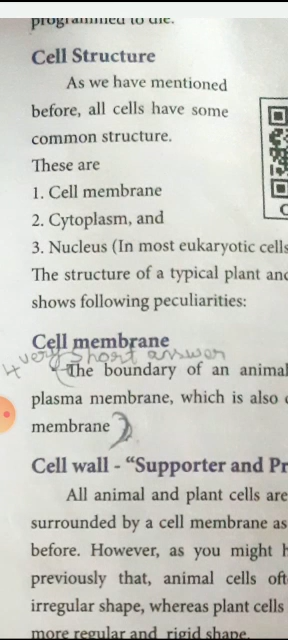 programmed to die.
Cell Structure
As we have mentioned
before, all cells have some
common structure.
These are
1. Cell membrane
2. Cytoplasm, and
3. Nucleus (In most eukaryotic cells
The structure of a typical plant and
shows following peculiarities:
Cell membrane
4 very short answer
(The boundary of an animal
plasma membrane, which is also
membrane )
Cell wall - "Supporter and Pr
All animal and plant cells are
surrounded by a cell membrane as
before. However, as you might h
previously that, animal cells oft
irregular shape, whereas plant cells
more regular and rigid shape.